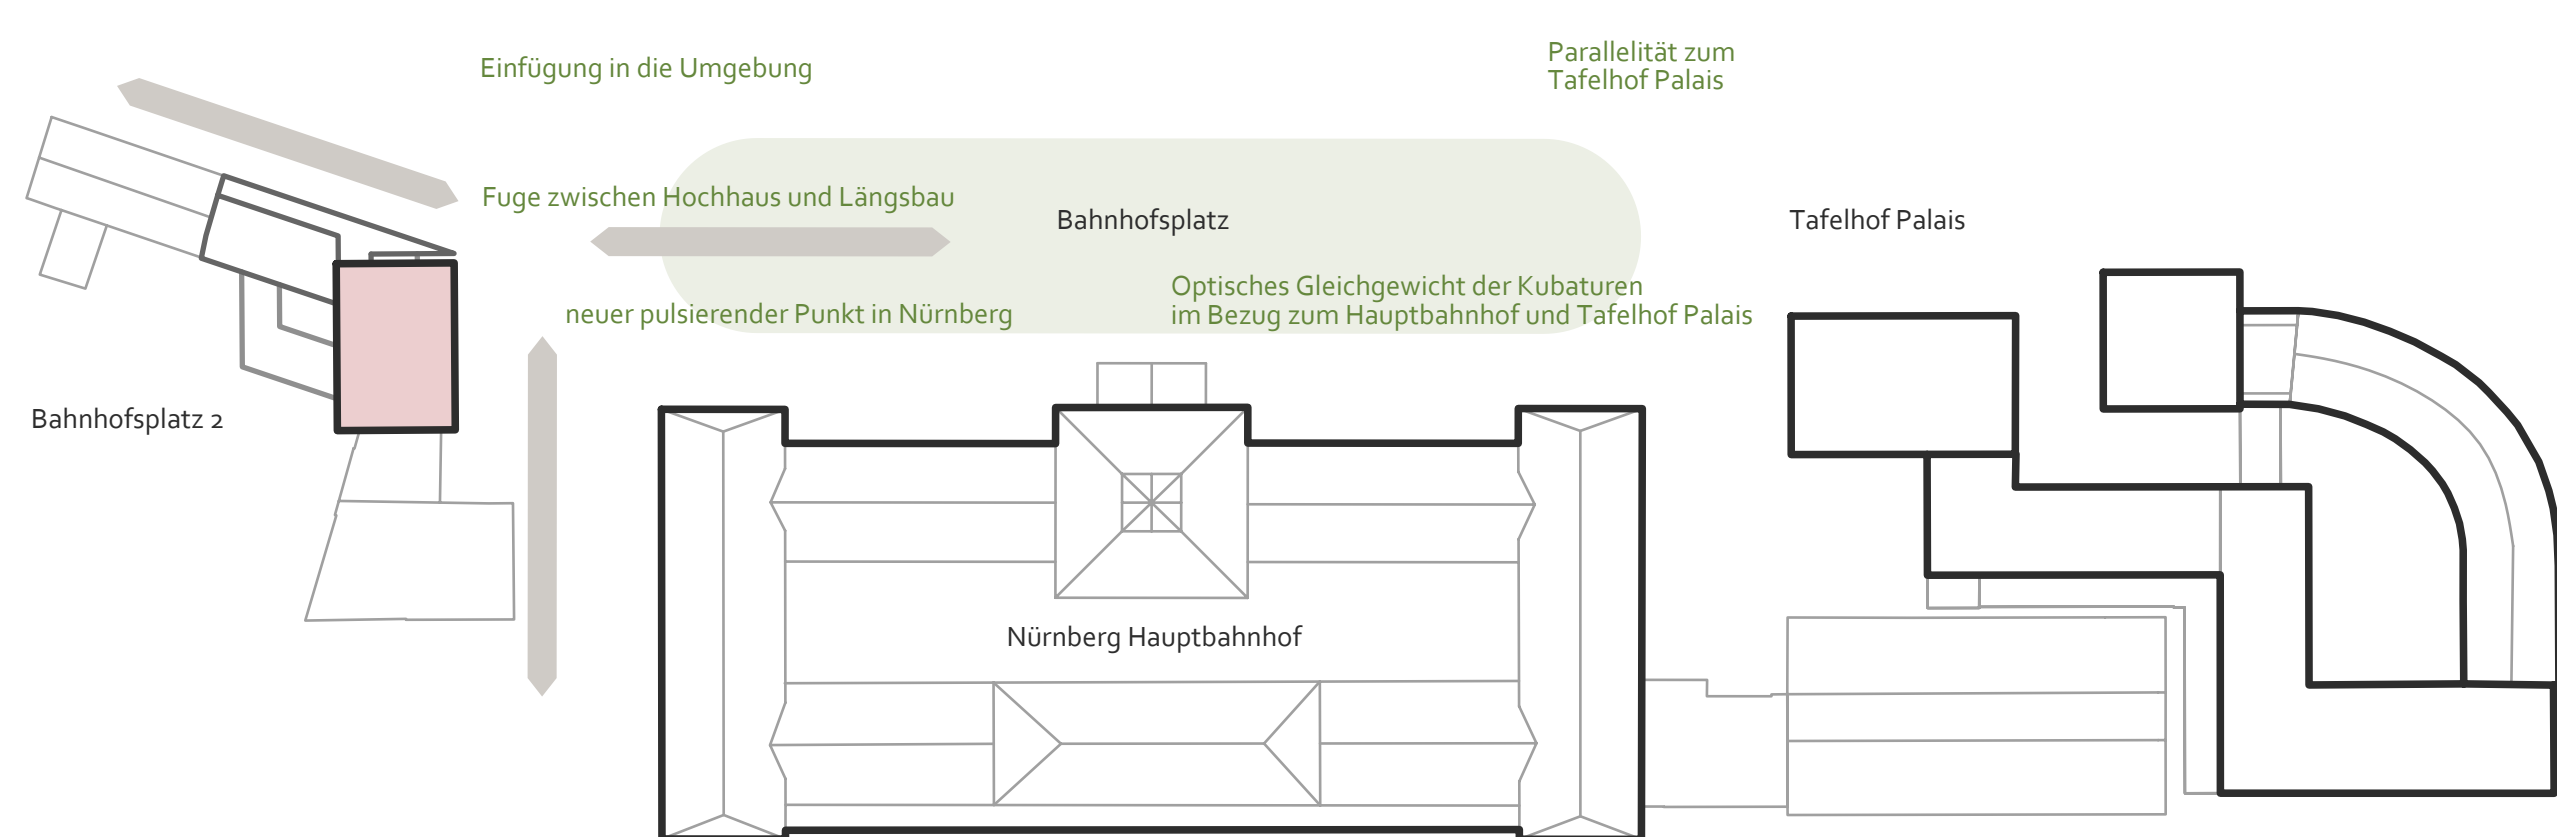 Einfügung in die Umgebung
Parallelität zum
Tafelhof Palais
Fuge zwischen Hochhaus und Längsbau
Bahnhofsplatz
Tafelhof Palais
neuer pulsierender Punkt in Nürnberg
Optisches Gleichgewicht der Kubaturen
im Bezug zum Hauptbahnhof und Tafelhof Palais
Bahnhofsplatz 2
Nürnberg Hauptbahnhof